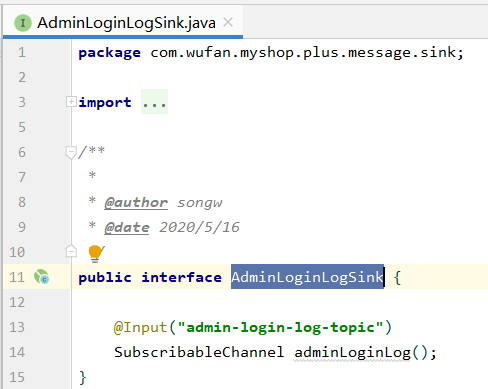 AdminLoginLogSink.java
1 package com.wufan.myshop.plus.message.sink;
2
3 import ...
5
6 /**
7 *
8 * @author songw
9 * @date 2020/5/16
10 */
11 public interface AdminLoginLogSink {
12
13 @Input("admin-login-log-topic")
14 SubscribableChannel adminLoginLog();
15 }